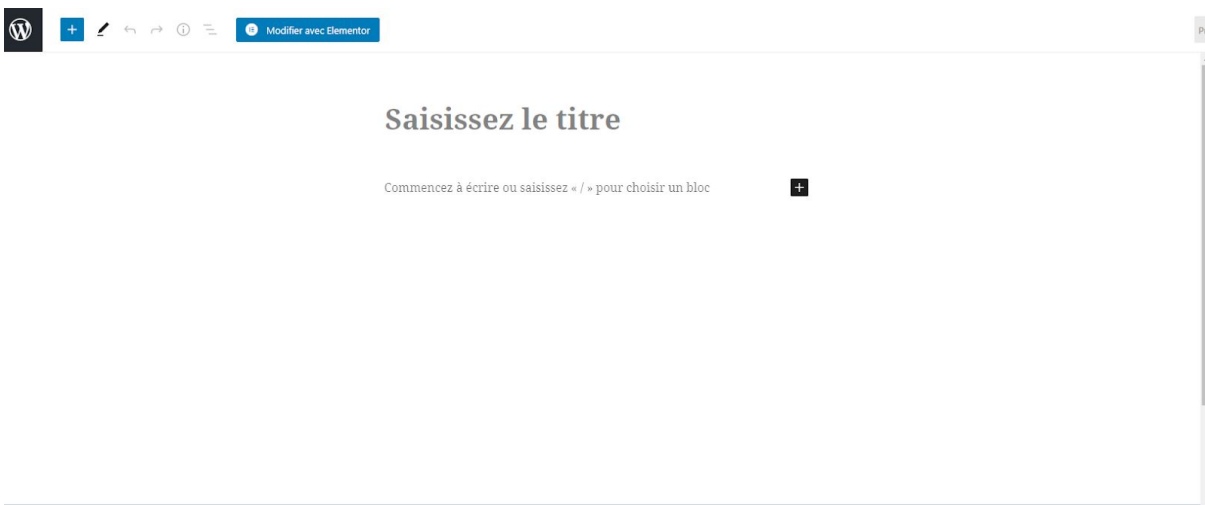 Modifier avec Elementor
Saisissez le titre
Commencez à écrire ou saisissez « / » pour choisir un bloc